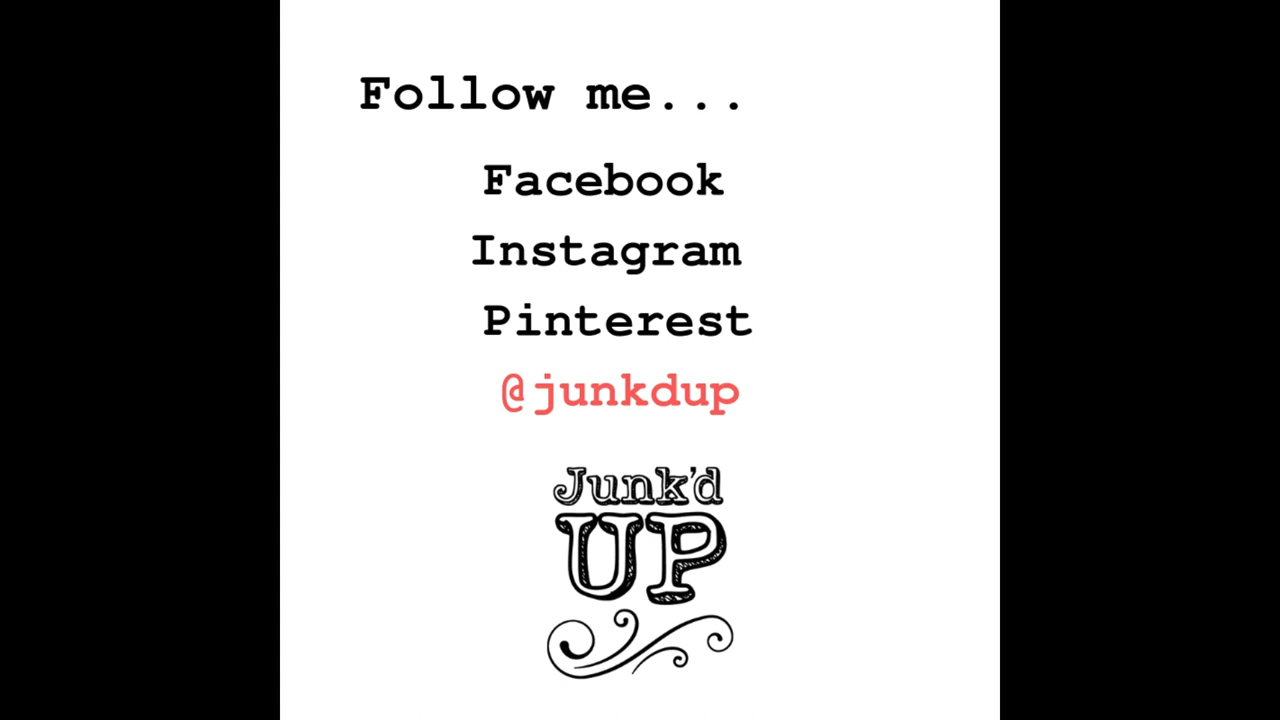 Follow me...
Facebook
Instagram
Pinterest
@junkdup
Junk'd
UP